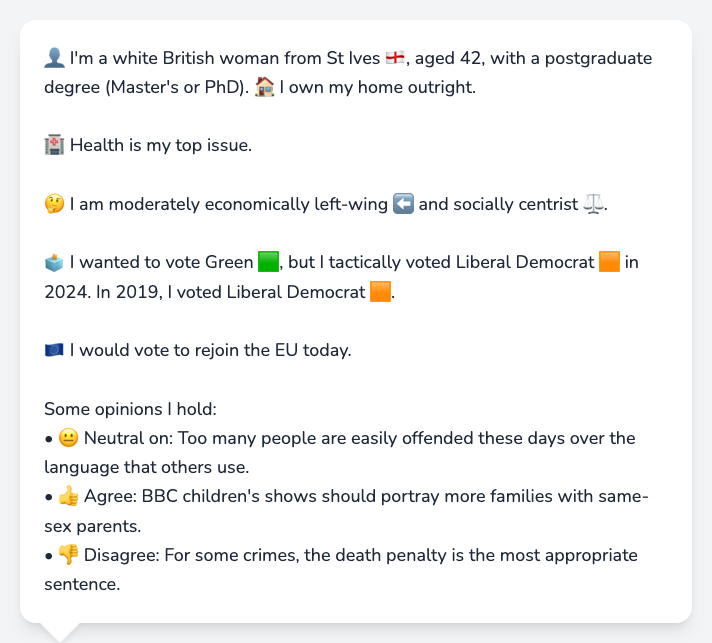 👤 I'm a white British woman from St Ives 🏴󠁧󠁢󠁥󠁮󠁧󠁿, aged 42, with a postgraduate
degree (Master's or PhD). 🏠 I own my home outright.
🏥 Health is my top issue.
🤔 I am moderately economically left-wing ⬅️ and socially centrist ⚖️.
🗳️ I wanted to vote Green 🟩, but I tactically voted Liberal Democrat 🟧 in
2024. In 2019, I voted Liberal Democrat 🟧.
🇪🇺 I would vote to rejoin the EU today.
Some opinions I hold:
• 😐 Neutral on: Too many people are easily offended these days over the
language that others use.
• 👍 Agree: BBC children's shows should portray more families with same-
sex parents.
• 👎 Disagree: For some crimes, the death penalty is the most appropriate
sentence.